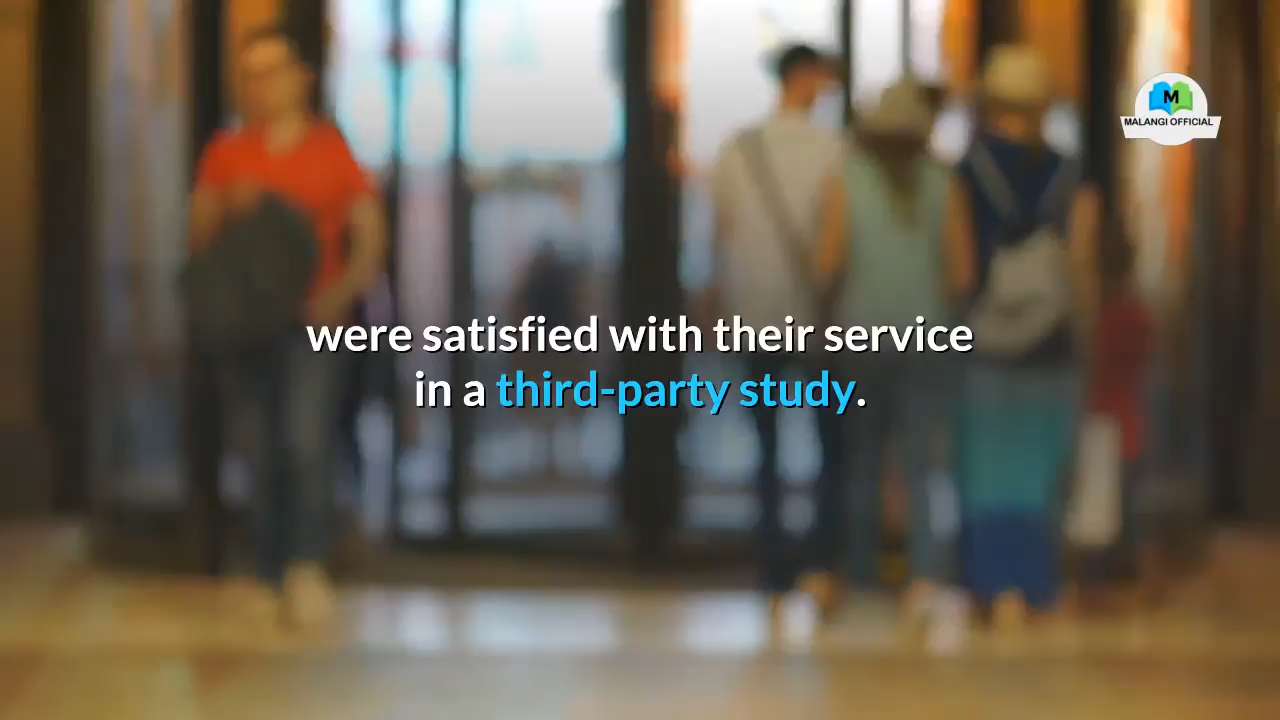 M
MALANGI OFFICIAL
were satisfied with their service
in a third-party study.